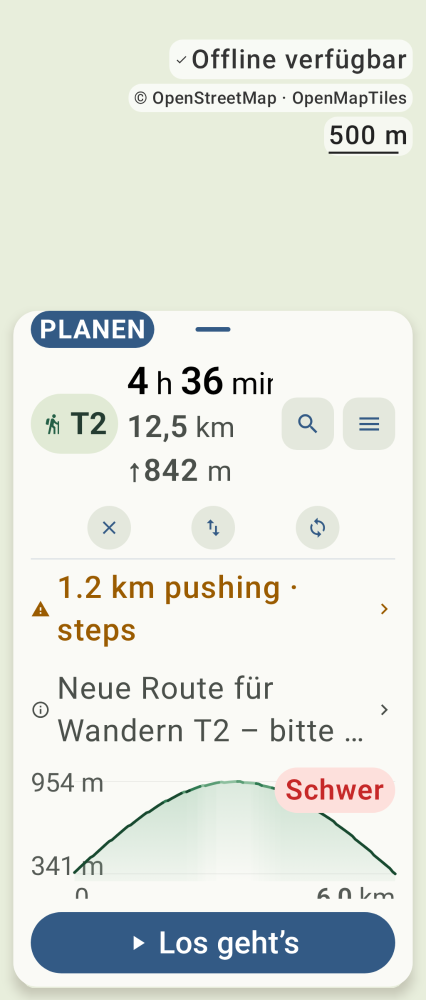 Offline verfügbar
© OpenStreetMap · OpenMapTiles
500 m
PLANEN
T2
4 h 36 min
12,5 km
↑842 m
1.2 km pushing ·
steps
Neue Route für
Wandern T2 – bitte …
954 m
Schwer
341 m
0
6,0 km
Los geht’s